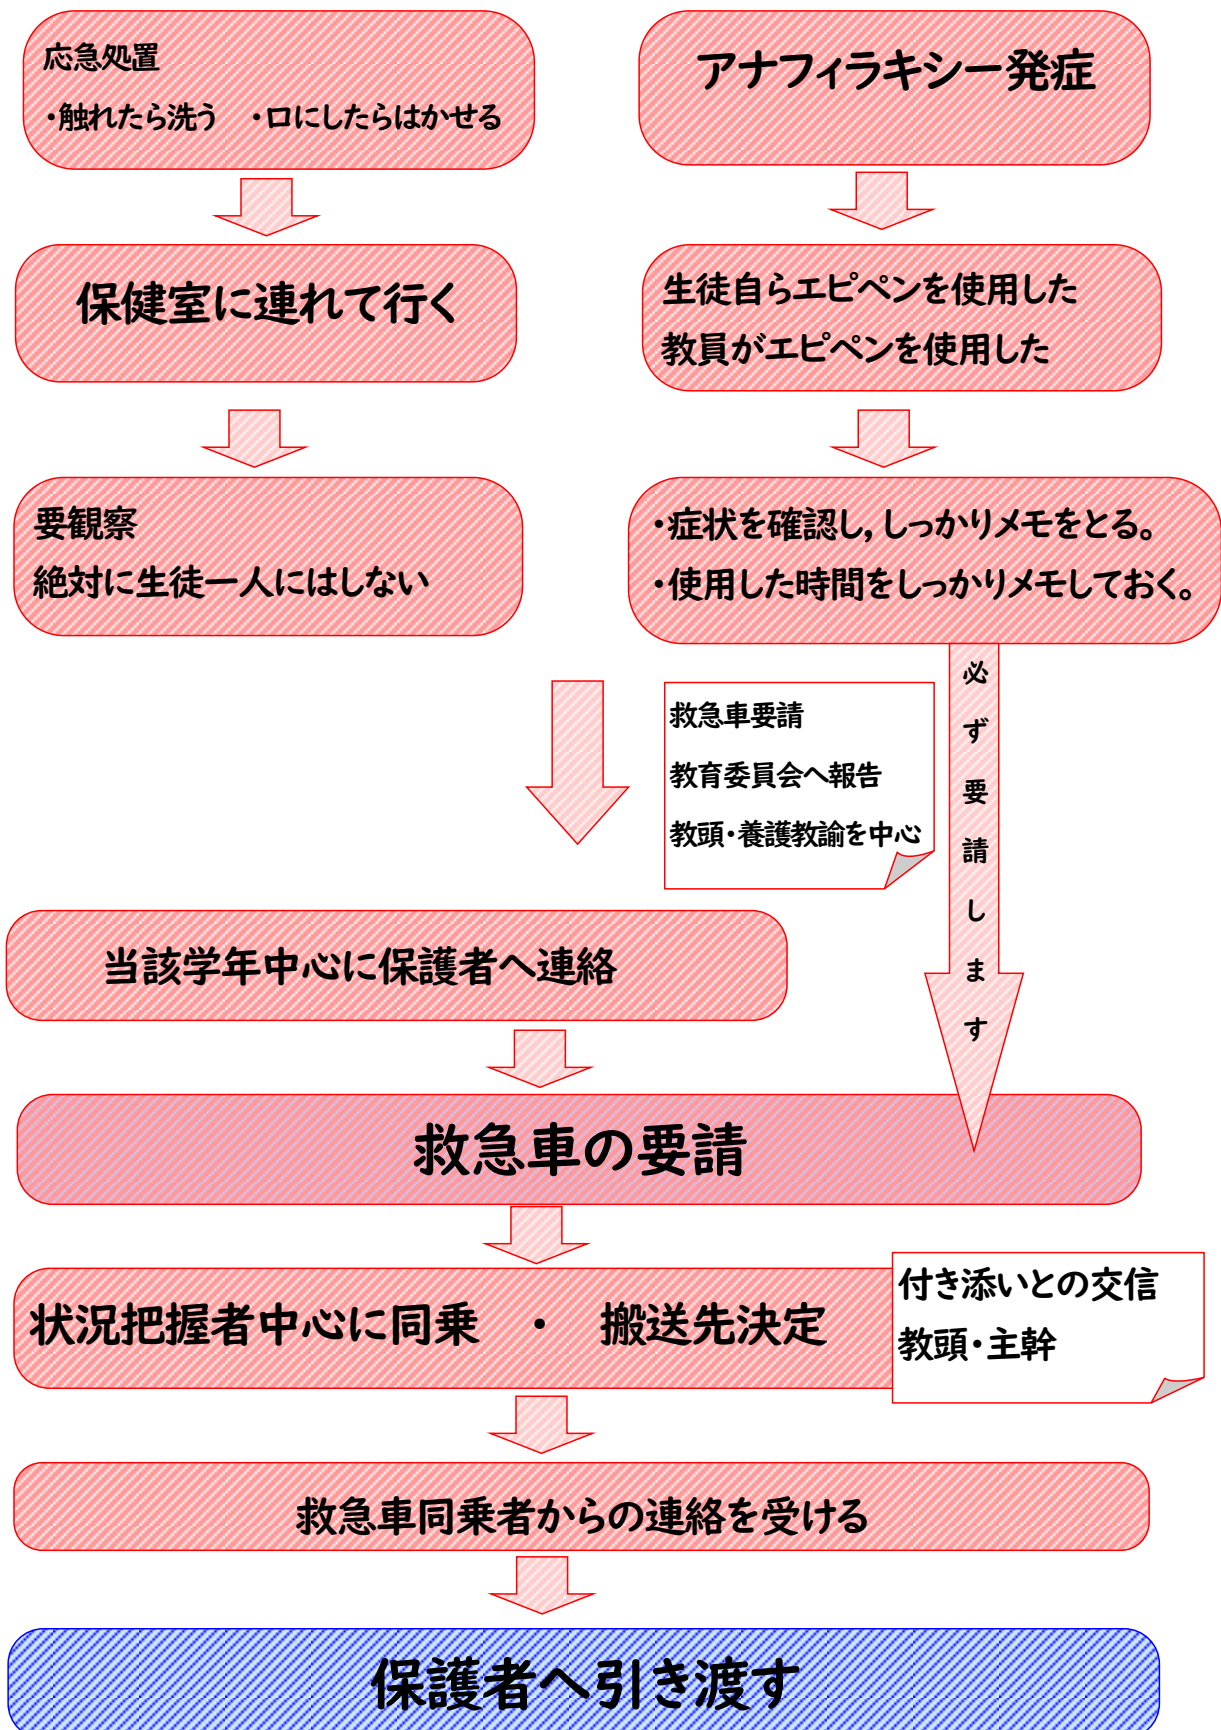 応急処置
・触れたら洗う　・口にしたらはかせる
アナフィラキシー発症
保健室に連れて行く
生徒自らエピペンを使用した
教員がエピペンを使用した
要観察
絶対に生徒一人にはしない
・症状を確認し，しっかりメモをとる。
・使用した時間をしっかりメモしておく。
救急車要請
教育委員会へ報告
教頭・養護教諭を中心
必ず要請します
当該学年中心に保護者へ連絡
救急車の要請
状況把握者中心に同乗　・　搬送先決定
付き添いとの交信
教頭・主幹
救急車同乗者からの連絡を受ける
保護者へ引き渡す